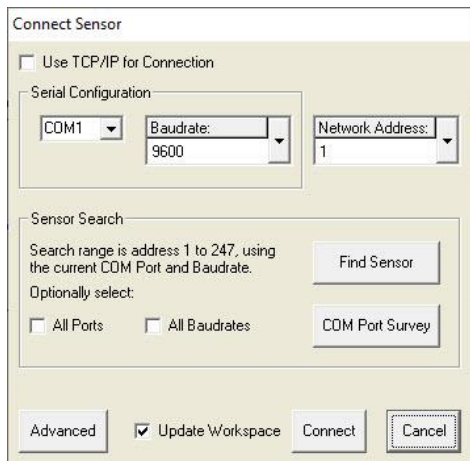 Connect Sensor
Use TCP/IP for Connection
Serial Configuration
COM1
Baudrate:
9600
Network Address:
1
Sensor Search
Search range is address 1 to 247, using
the current COM Port and Baudrate.
Find Sensor
Optionally select:
All Ports
All Baudrates
COM Port Survey
Advanced
Update Workspace
Connect
Cancel